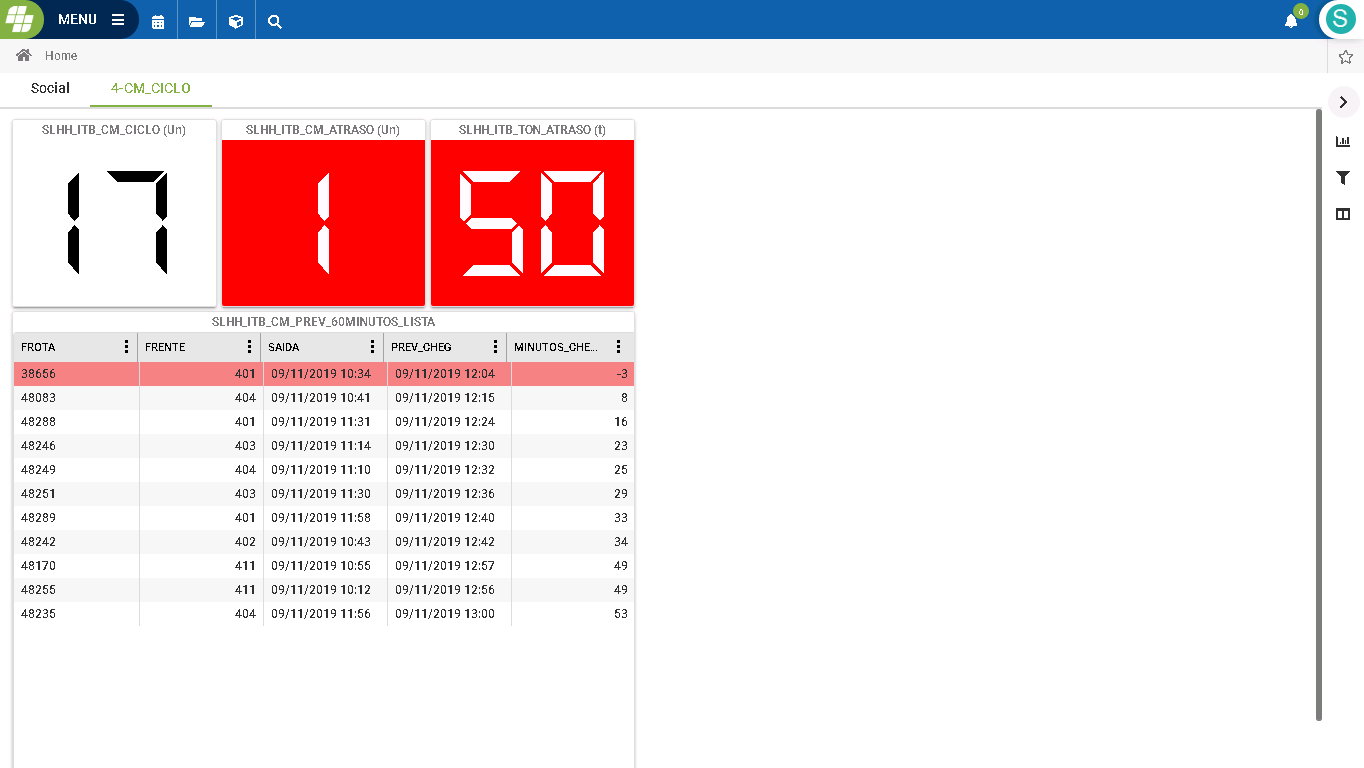 MENU
0
S
Home
Social 4-CM_CICLO
SLHH_ITB_CM_CICLO (Un) SLHH_ITB_CM_ATRASO (Un) SLHH_ITB_TON_ATRASO (t)
17 1 50
SLHH_ITB_CM_PREV_60MINUTOS_LISTA
FROTA FRENTE SAIDA PREV_CHEG MINUTOS_CHE...
38656 401 09/11/2019 10:34 09/11/2019 12:04 -3
48083 404 09/11/2019 10:41 09/11/2019 12:15 8
48288 401 09/11/2019 11:31 09/11/2019 12:24 16
48246 403 09/11/2019 11:14 09/11/2019 12:30 23
48249 404 09/11/2019 11:10 09/11/2019 12:32 25
48251 403 09/11/2019 11:30 09/11/2019 12:36 29
48289 401 09/11/2019 11:58 09/11/2019 12:40 33
48242 402 09/11/2019 10:43 09/11/2019 12:42 34
48170 411 09/11/2019 10:55 09/11/2019 12:57 49
48255 411 09/11/2019 10:12 09/11/2019 12:56 49
48235 404 09/11/2019 11:56 09/11/2019 13:00 53